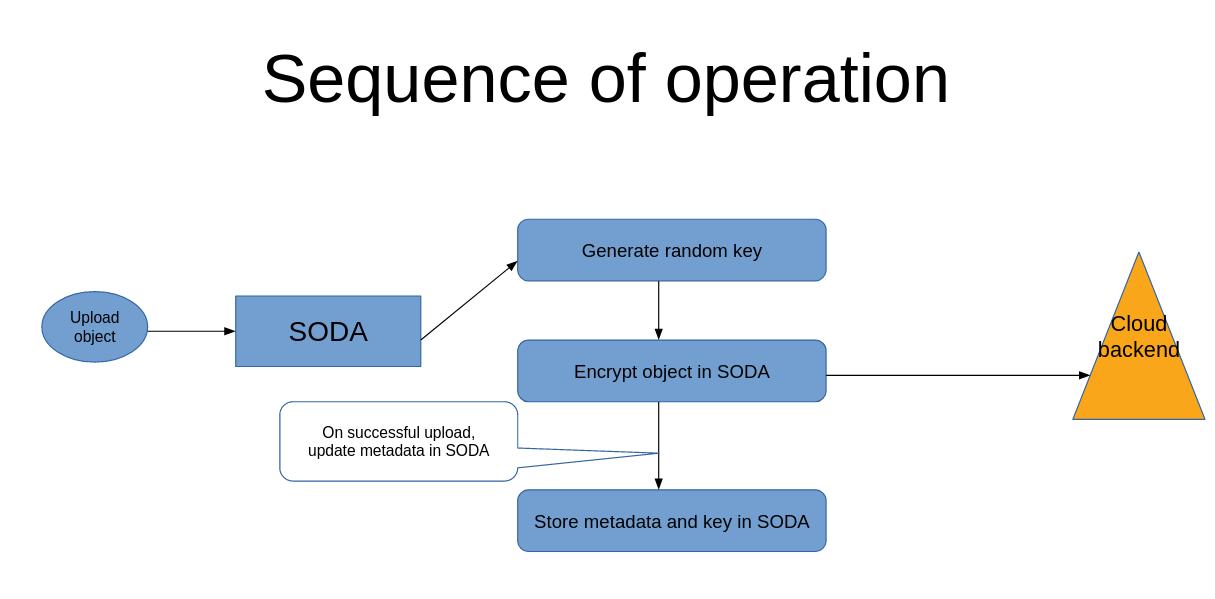 Sequence of operation
Generate random key
Upload
object
SODA
Cloud
backend
Encrypt object in SODA
On successful upload,
update metadata in SODA
Store metadata and key in SODA